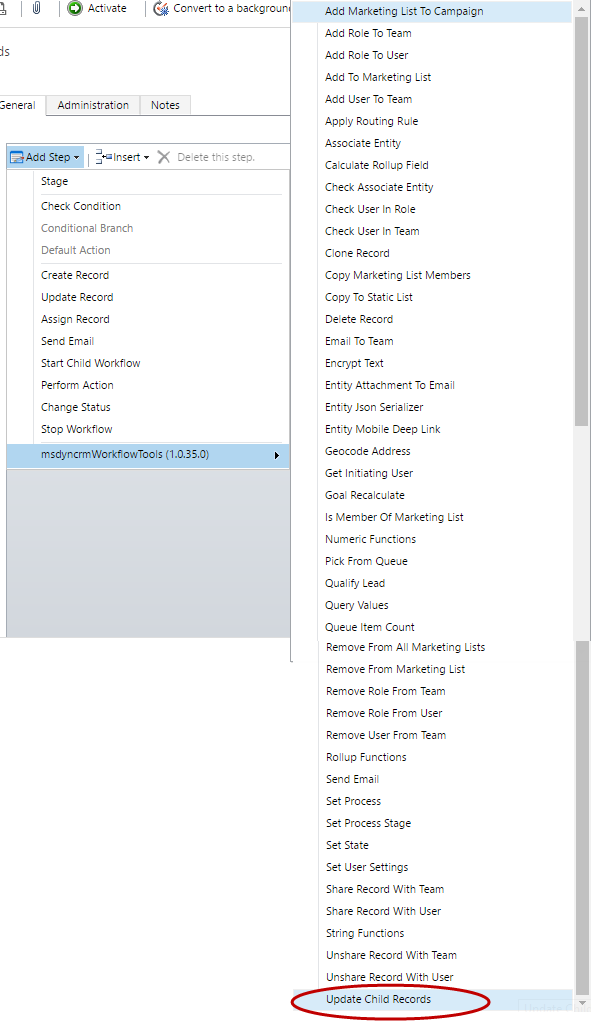 Activate
Convert to a background
ds
General
Administration
Notes
Add Step
Insert
Delete this step.
Stage
Check Condition
Conditional Branch
Default Action
Create Record
Update Record
Assign Record
Send Email
Start Child Workflow
Perform Action
Change Status
Stop Workflow
msdyncrmWorkflowTools (1.0.35.0)
Add Marketing List To Campaign
Add Role To Team
Add Role To User
Add To Marketing List
Add User To Team
Apply Routing Rule
Associate Entity
Calculate Rollup Field
Check Associate Entity
Check User In Role
Check User In Team
Clone Record
Copy Marketing List Members
Copy To Static List
Delete Record
Email To Team
Encrypt Text
Entity Attachment To Email
Entity Json Serializer
Entity Mobile Deep Link
Geocode Address
Get Initiating User
Goal Recalculate
Is Member Of Marketing List
Numeric Functions
Pick From Queue
Qualify Lead
Query Values
Queue Item Count
Remove From All Marketing Lists
Remove From Marketing List
Remove Role From Team
Remove Role From User
Remove User From Team
Rollup Functions
Send Email
Set Process
Set Process Stage
Set State
Set User Settings
Share Record With Team
Share Record With User
String Functions
Unshare Record With Team
Unshare Record With User
Update Child Records